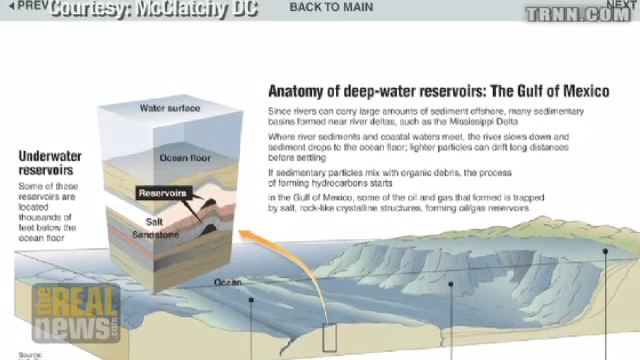 PREV
Courtesy: McClatchy DC
BACK TO MAIN
NEXT
TRNN.COM
Anatomy of deep-water reservoirs: The Gulf of Mexico
Since rivers can carry large amounts of sediment offshore, many sedimentary
basins formed near river deltas, such as the Mississippi Delta
Where river sediments and coastal waters meet, the river slows down and
sediment drops to the ocean floor; lighter particles can drift long distances
before settling
If sedimentary particles mix with organic debris, the process
of forming hydrocarbons starts
In the Gulf of Mexico, some of the oil and gas that formed is trapped
by salt, rock-like crystalline structures, forming oil/gas reservoirs
Underwater
reservoirs
Some of these
reservoirs are
located
thousands of
feet below the
ocean floor
Water surface
Ocean floor
Reservoirs
Salt
Sandstone
Ocean
the REAL
news.com
Source: